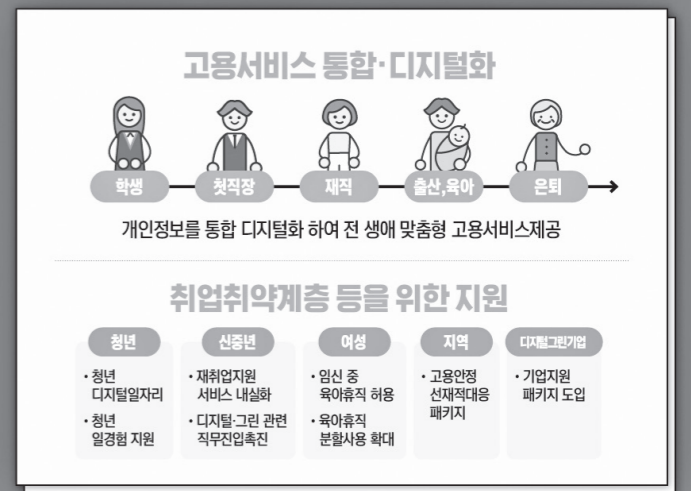 고용서비스 통합·디지털화
학생 첫직장 재직 출산,육아 은퇴
개인정보를 통합 디지털화 하여 전 생애 맞춤형 고용서비스제공
취업취약계층 등을 위한 지원
청년
· 청년
디지털일자리
· 청년
일경험 지원
신중년
· 재취업지원
서비스 내실화
· 디지털·그린 관련
직무진입촉진
여성
· 임신 중
육아휴직 허용
· 육아휴직
분할사용 확대
지역
· 고용안정
선재적대응
패키지
디지털그린기업
· 기업지원
패키지 도입